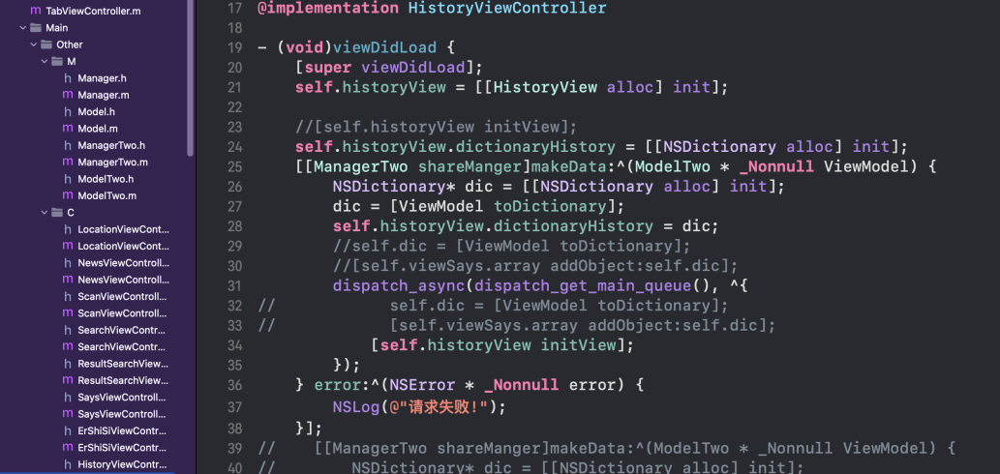 TabViewController.m
Main
Other
M
h Manager.h
m Manager.m
h Model.h
m Model.m
h ManagerTwo.h
m ManagerTwo.m
h ModelTwo.h
m ModelTwo.m
C
h LocationViewCont...
m LocationViewCont...
h NewsViewControll...
m NewsViewControll...
h ScanViewControll...
m ScanViewControll...
h SearchViewContr...
m SearchViewContr...
h ResultSearchView...
m ResultSearchView...
h SaysViewControll...
m SaysViewControll...
h ErShiSiViewContr...
m ErShiSiViewContr...
h HistoryViewContr...
17 @implementation HistoryViewController
18
19 - (void)viewDidLoad {
20 [super viewDidLoad];
21 self.historyView = [[HistoryView alloc] init];
22
23 //[self.historyView initView];
24 self.historyView.dictionaryHistory = [[NSDictionary alloc] init];
25 [[ManagerTwo shareManger]makeData:^(ModelTwo * _Nonnull ViewModel) {
26 NSDictionary* dic = [[NSDictionary alloc] init];
27 dic = [ViewModel toDictionary];
28 self.historyView.dictionaryHistory = dic;
29 //self.dic = [ViewModel toDictionary];
30 //[self.viewSays.array addObject:self.dic];
31 dispatch_async(dispatch_get_main_queue(), ^{
32 // self.dic = [ViewModel toDictionary];
33 // [self.viewSays.array addObject:self.dic];
34 [self.historyView initView];
35 });
36 } error:^(NSError * _Nonnull error) {
37 NSLog(@"请求失败!");
38 }];
39 // [[ManagerTwo shareManger]makeData:^(ModelTwo * _Nonnull ViewModel) {
40 // NSDictionary* dic = [[NSDictionary alloc] init];